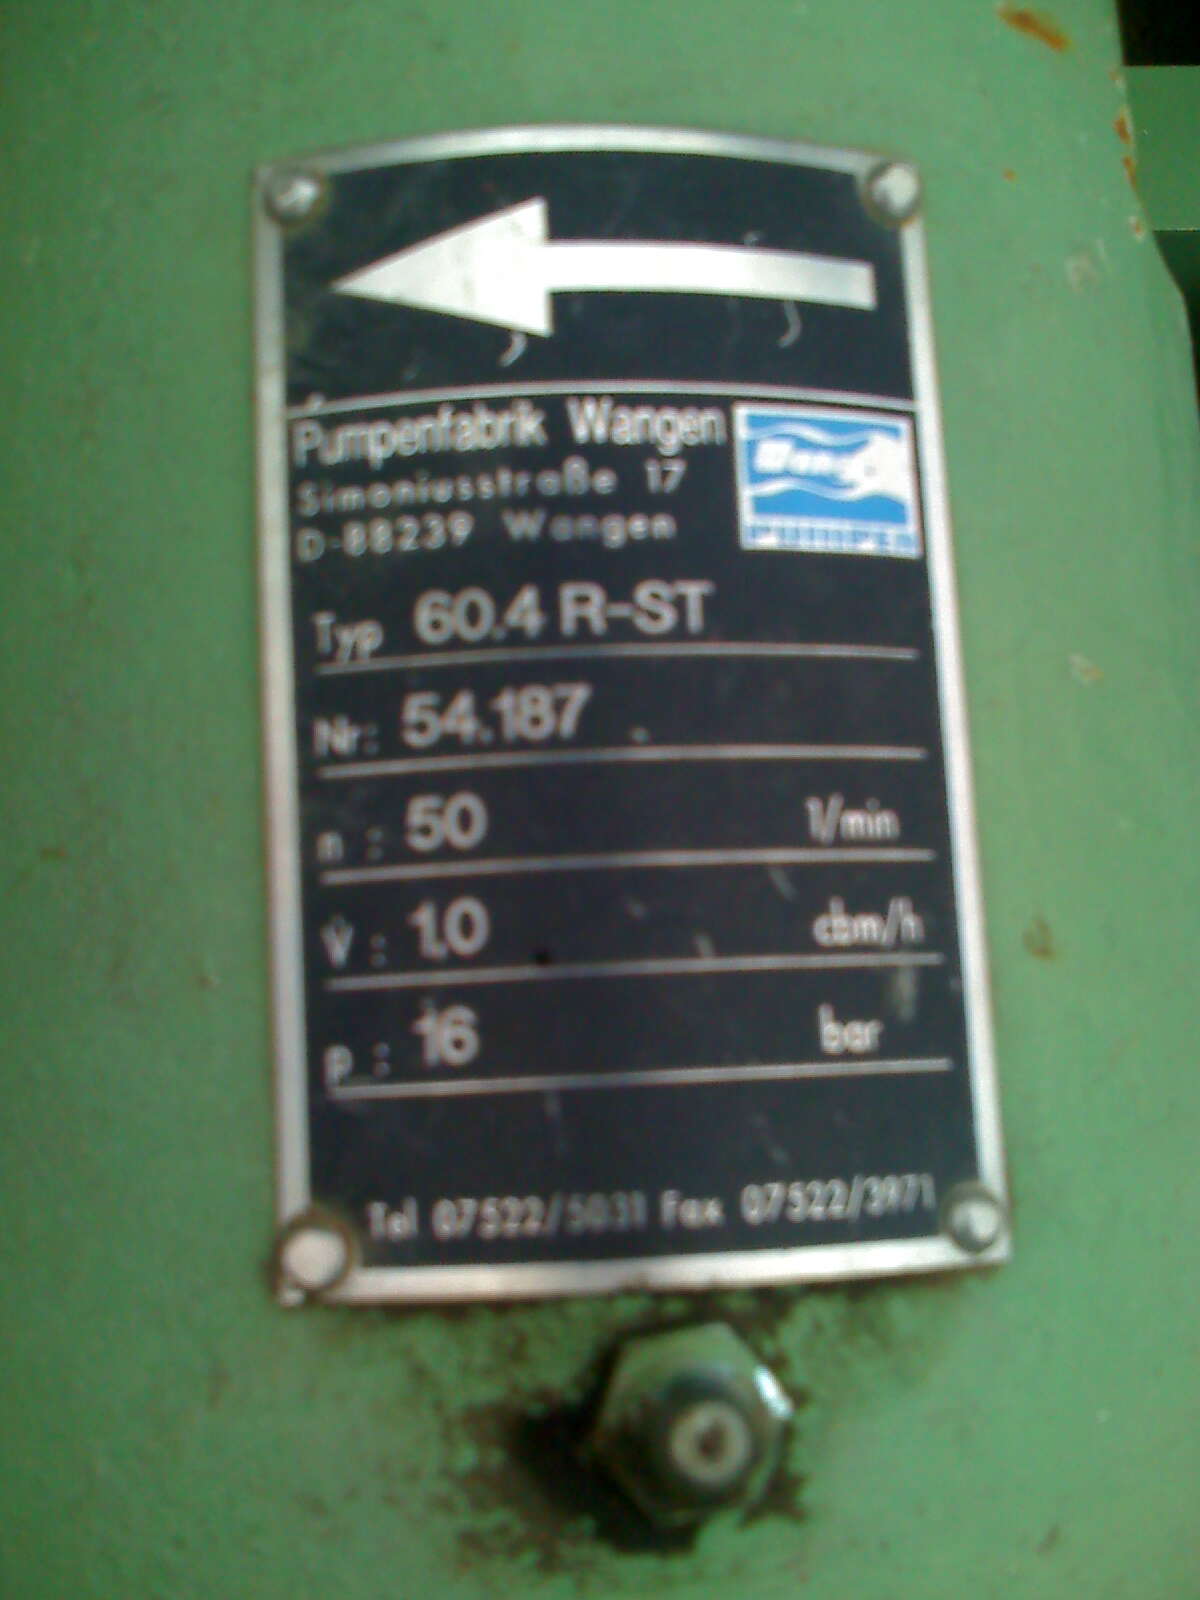 Pumpenfabrik Wangen
Simoniusstraße 17
D-88239 Wangen
PUMPEN
Typ 60.4 R-ST
Nr: 54.187
n : 50 1/min
V̇ : 1,0 cbm/h
p : 16 bar
Tel 07522/5031 Fax 07522/3971